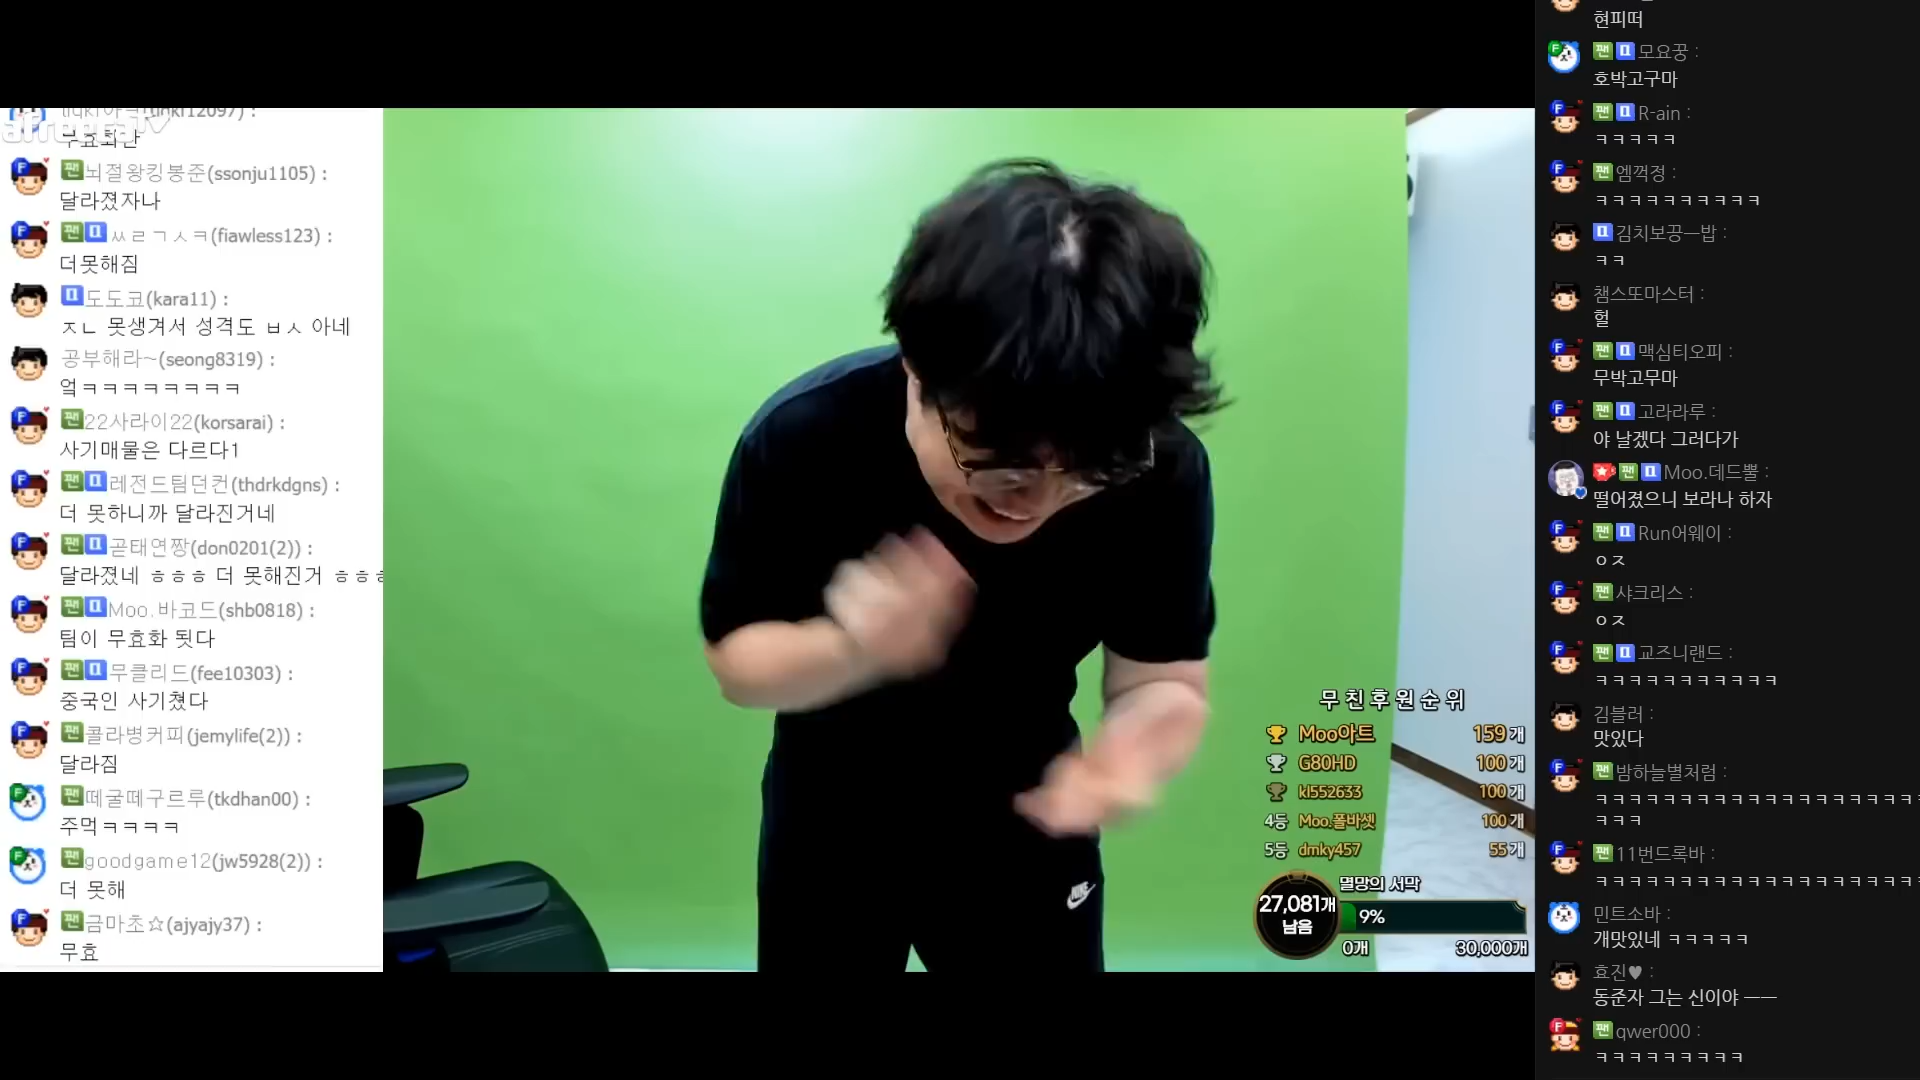 afreecaTV
뇌절왕킹봉준(ssonju1105) :
달라졌자나
ㅆㄹㄱㅅㅋ(fiawless123) :
더못해짐
도도코(kara11) :
ㅈㄴ 못생겨서 성격도 ㅂㅅ 아네
공부해라~(seong8319) :
엌ㅋㅋㅋㅋㅋㅋㅋㅋ
22사라이22(korsarai) :
사기매물은 다르다1
레전드팀던컨(thdrkdgns) :
더 못하니까 달라진거네
곧태연짱(don0201(2)) :
달라졌네 ㅎㅎㅎ 더 못해진거 ㅎㅎㅎ
Moo.바코드(shb0818) :
팀이 무효화 됫다
무클리드(fee10303) :
중국인 사기쳤다
콜라병커피(jemylife(2)) :
달라짐
떼굴떼구르루(tkdhan00) :
주먹ㅋㅋㅋㅋ
goodgame12(jw5928(2)) :
더 못해
금마초☆(ajyajy37) :
무효
무친후원순위
Moo아트 159개
G80HD 100개
kl552633 100개
4등 Moo.폴바셋 100개
5등 dmky457 55개
멸망의 서막
27,081개
남음
9%
0개 30,000개
현피떠
모요꿍 :
호박고구마
R-ain :
ㅋㅋㅋㅋㅋ
엠꺽정 :
ㅋㅋㅋㅋㅋㅋㅋㅋㅋㅋ
김치보끙ㅡ밥 :
ㅋㅋ
챔스또마스터 :
헐
맥심티오피 :
무박고무마
고라라루 :
야 날겠다 그러다가
Moo.데드뿔 :
떨어졌으니 보라나 하자
Run어웨이 :
ㅇㅈ
샤크리스 :
ㅇㅈ
교즈니랜드 :
ㅋㅋㅋㅋㅋㅋㅋㅋㅋㅋㅋ
김블러 :
맛있다
밤하늘별처럼 :
ㅋㅋㅋㅋㅋㅋㅋㅋㅋㅋㅋㅋㅋㅋㅋㅋㅋㅋㅋㅋ
ㅋㅋㅋ
11번드록바 :
ㅋㅋㅋㅋㅋㅋㅋㅋㅋㅋㅋㅋㅋㅋㅋㅋㅋㅋㅋㅋ
민트소바 :
개맛있네 ㅋㅋㅋㅋㅋ
효진♥ :
동준자 그는 신이야 ㅡㅡ
qwer000 :
ㅋㅋㅋㅋㅋㅋㅋㅋㅋ